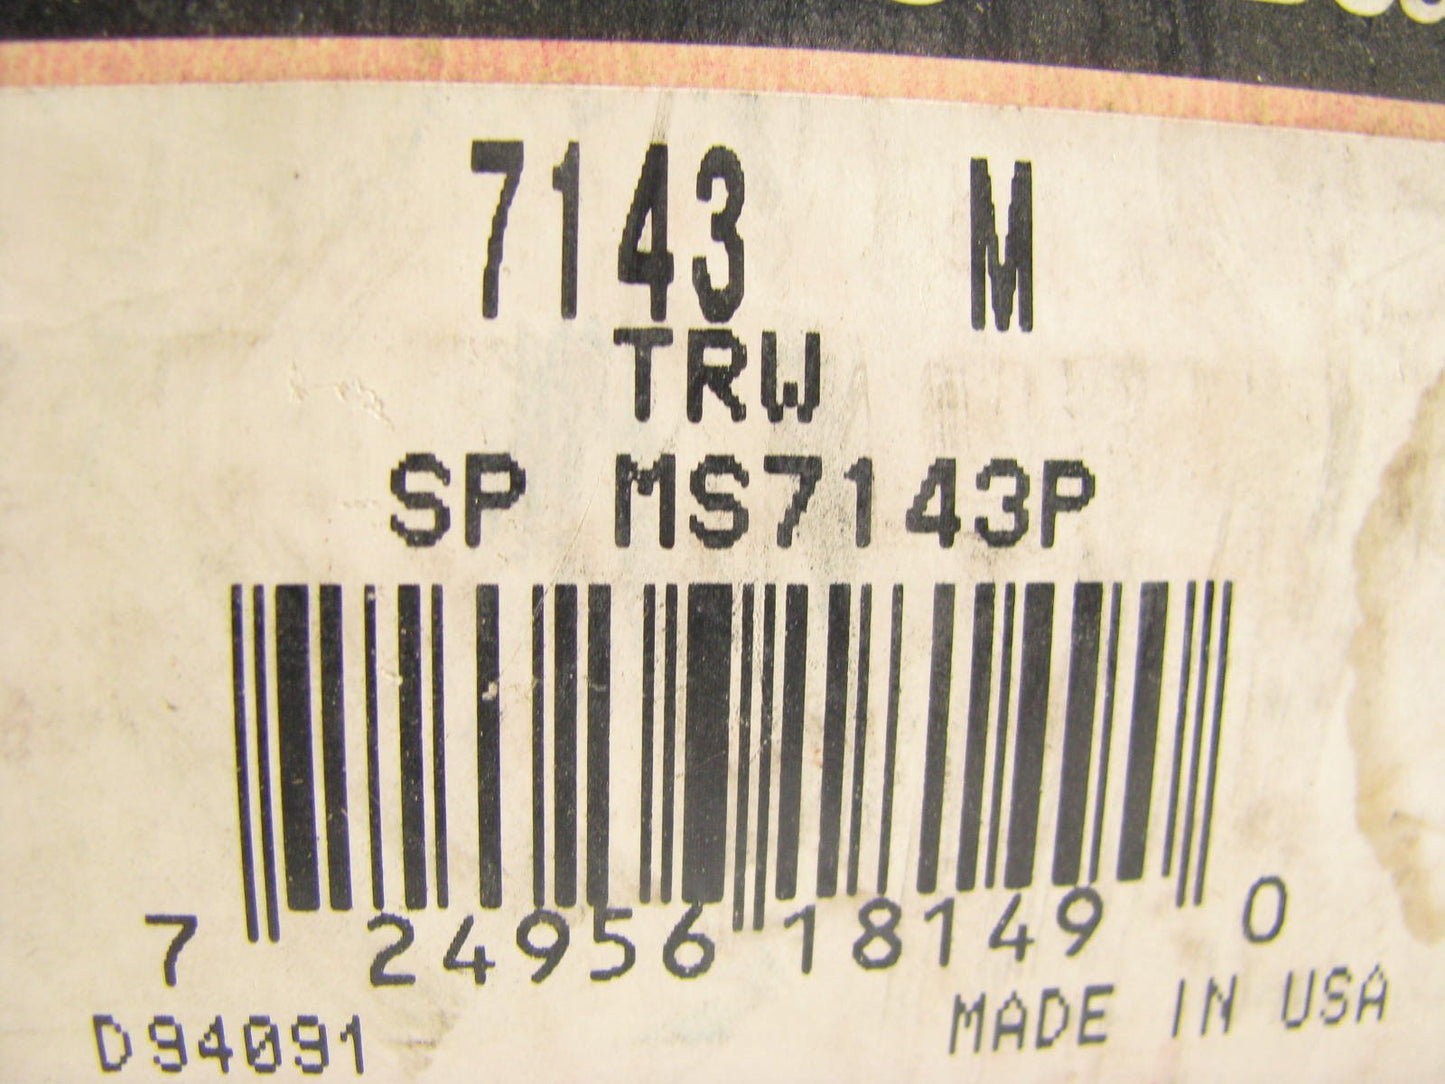 7143 M
TRW
SP MS7143P
7 24956 18149 0
D94091
MADE IN USA